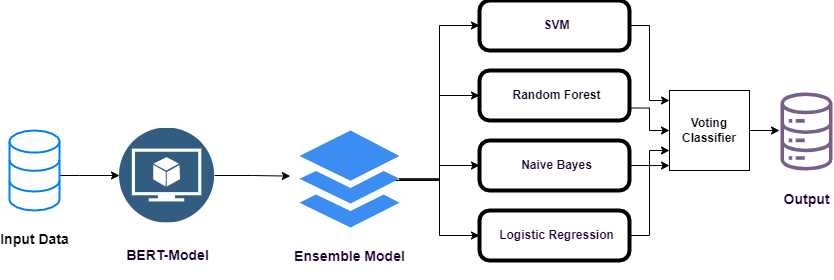 Input Data
BERT-Model
Ensemble Model
SVM
Random Forest
Naive Bayes
Logistic Regression
Voting
Classifier
Output